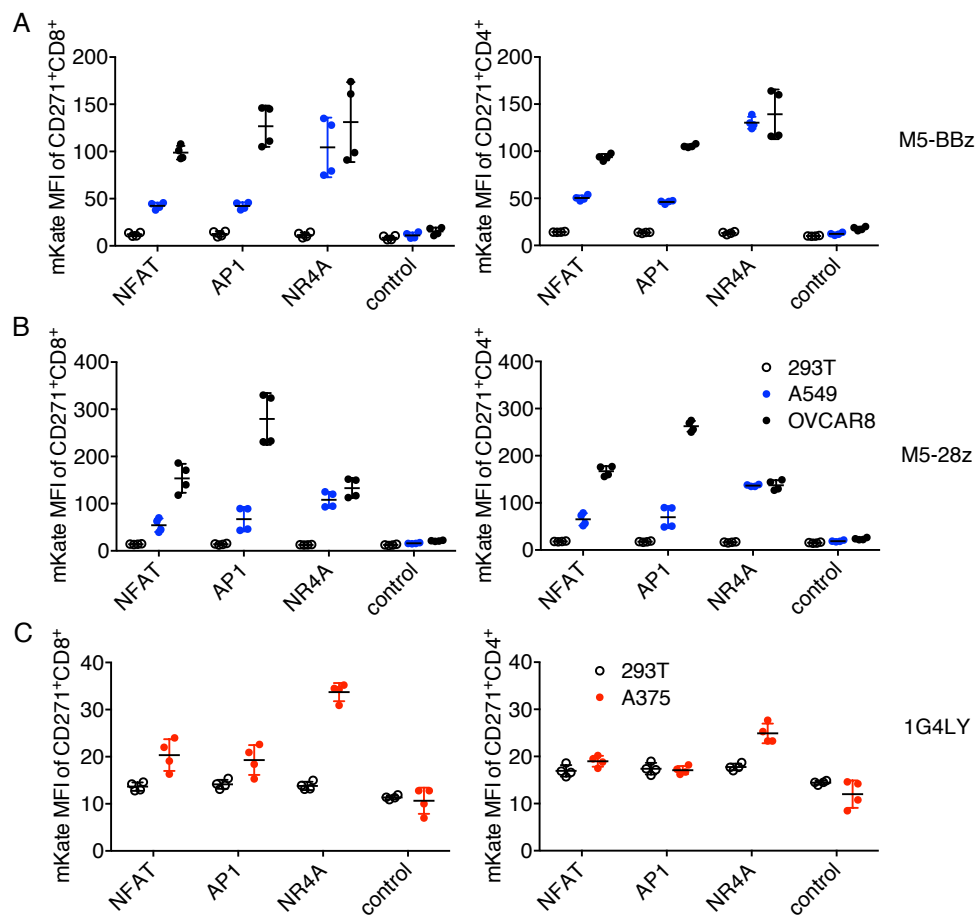 A
mKate MFI of CD271+CD8+
200
150
100
50
0
NFAT
AP1
NR4A
control
mKate MFI of CD271+CD4+
200
150
100
50
0
NFAT
AP1
NR4A
control
M5-BBz
B
mKate MFI of CD271+CD8+
400
300
200
100
0
NFAT
AP1
NR4A
control
mKate MFI of CD271+CD4+
400
300
200
100
0
NFAT
AP1
NR4A
control
293T
A549
OVCAR8
M5-28z
C
mKate MFI of CD271+CD8+
40
30
20
10
0
NFAT
AP1
NR4A
control
mKate MFI of CD271+CD4+
40
30
20
10
0
NFAT
AP1
NR4A
control
293T
A375
1G4LY